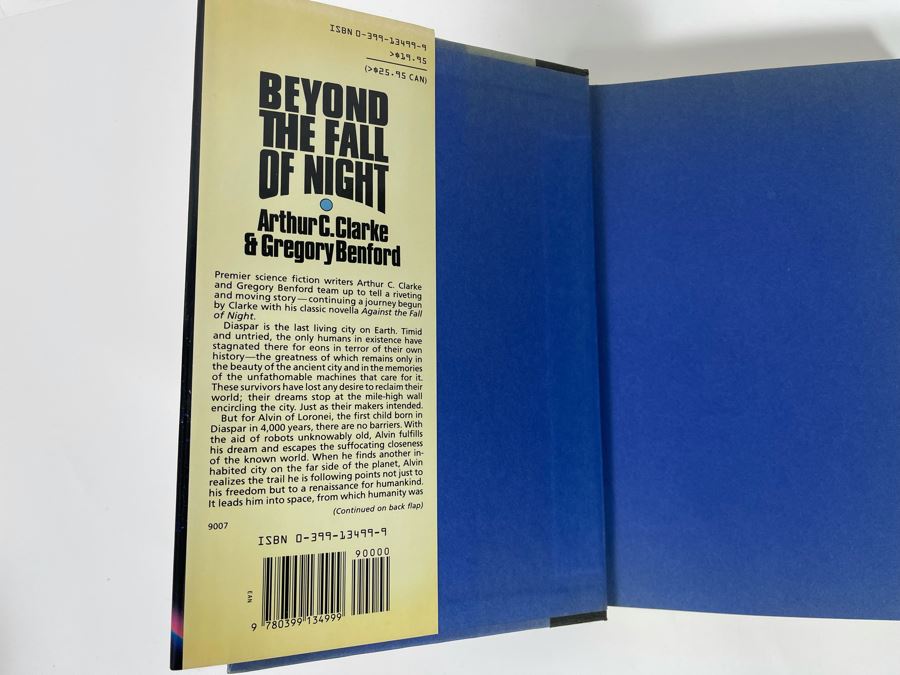 ISBN 0-399-13499-9
>$19.95
(>$25.95 CAN)
BEYOND
THE FALL
OF NIGHT
Arthur C. Clarke
& Gregory Benford
Premier science fiction writers Arthur C. Clarke
and Gregory Benford team up to tell a riveting
and moving story—continuing a journey begun
by Clarke with his classic novella Against the Fall
of Night.
Diaspar is the last living city on Earth. Timid
and untried, the only humans in existence have
stagnated there for eons in terror of their own
history—the greatness of which remains only in
the beauty of the ancient city and in the memories
of the unfathomable machines that care for it.
These survivors have lost any desire to reclaim their
world; their dreams stop at the mile-high wall
encircling the city. Just as their makers intended.
But for Alvin of Loronei, the first child born in
Diaspar in 4,000 years, there are no barriers. With
the aid of robots unknowably old, Alvin fulfills
his dream and escapes the suffocating closeness
of the known world. When he finds another in-
habited city on the far side of the planet, Alvin
realizes the trail he is following points not just to
his freedom but to a renaissance for humankind.
It leads him into space, from which humanity was
(Continued on back flap)
9007
ISBN 0-399-13499-9
90000
EAN
9 780399 134999